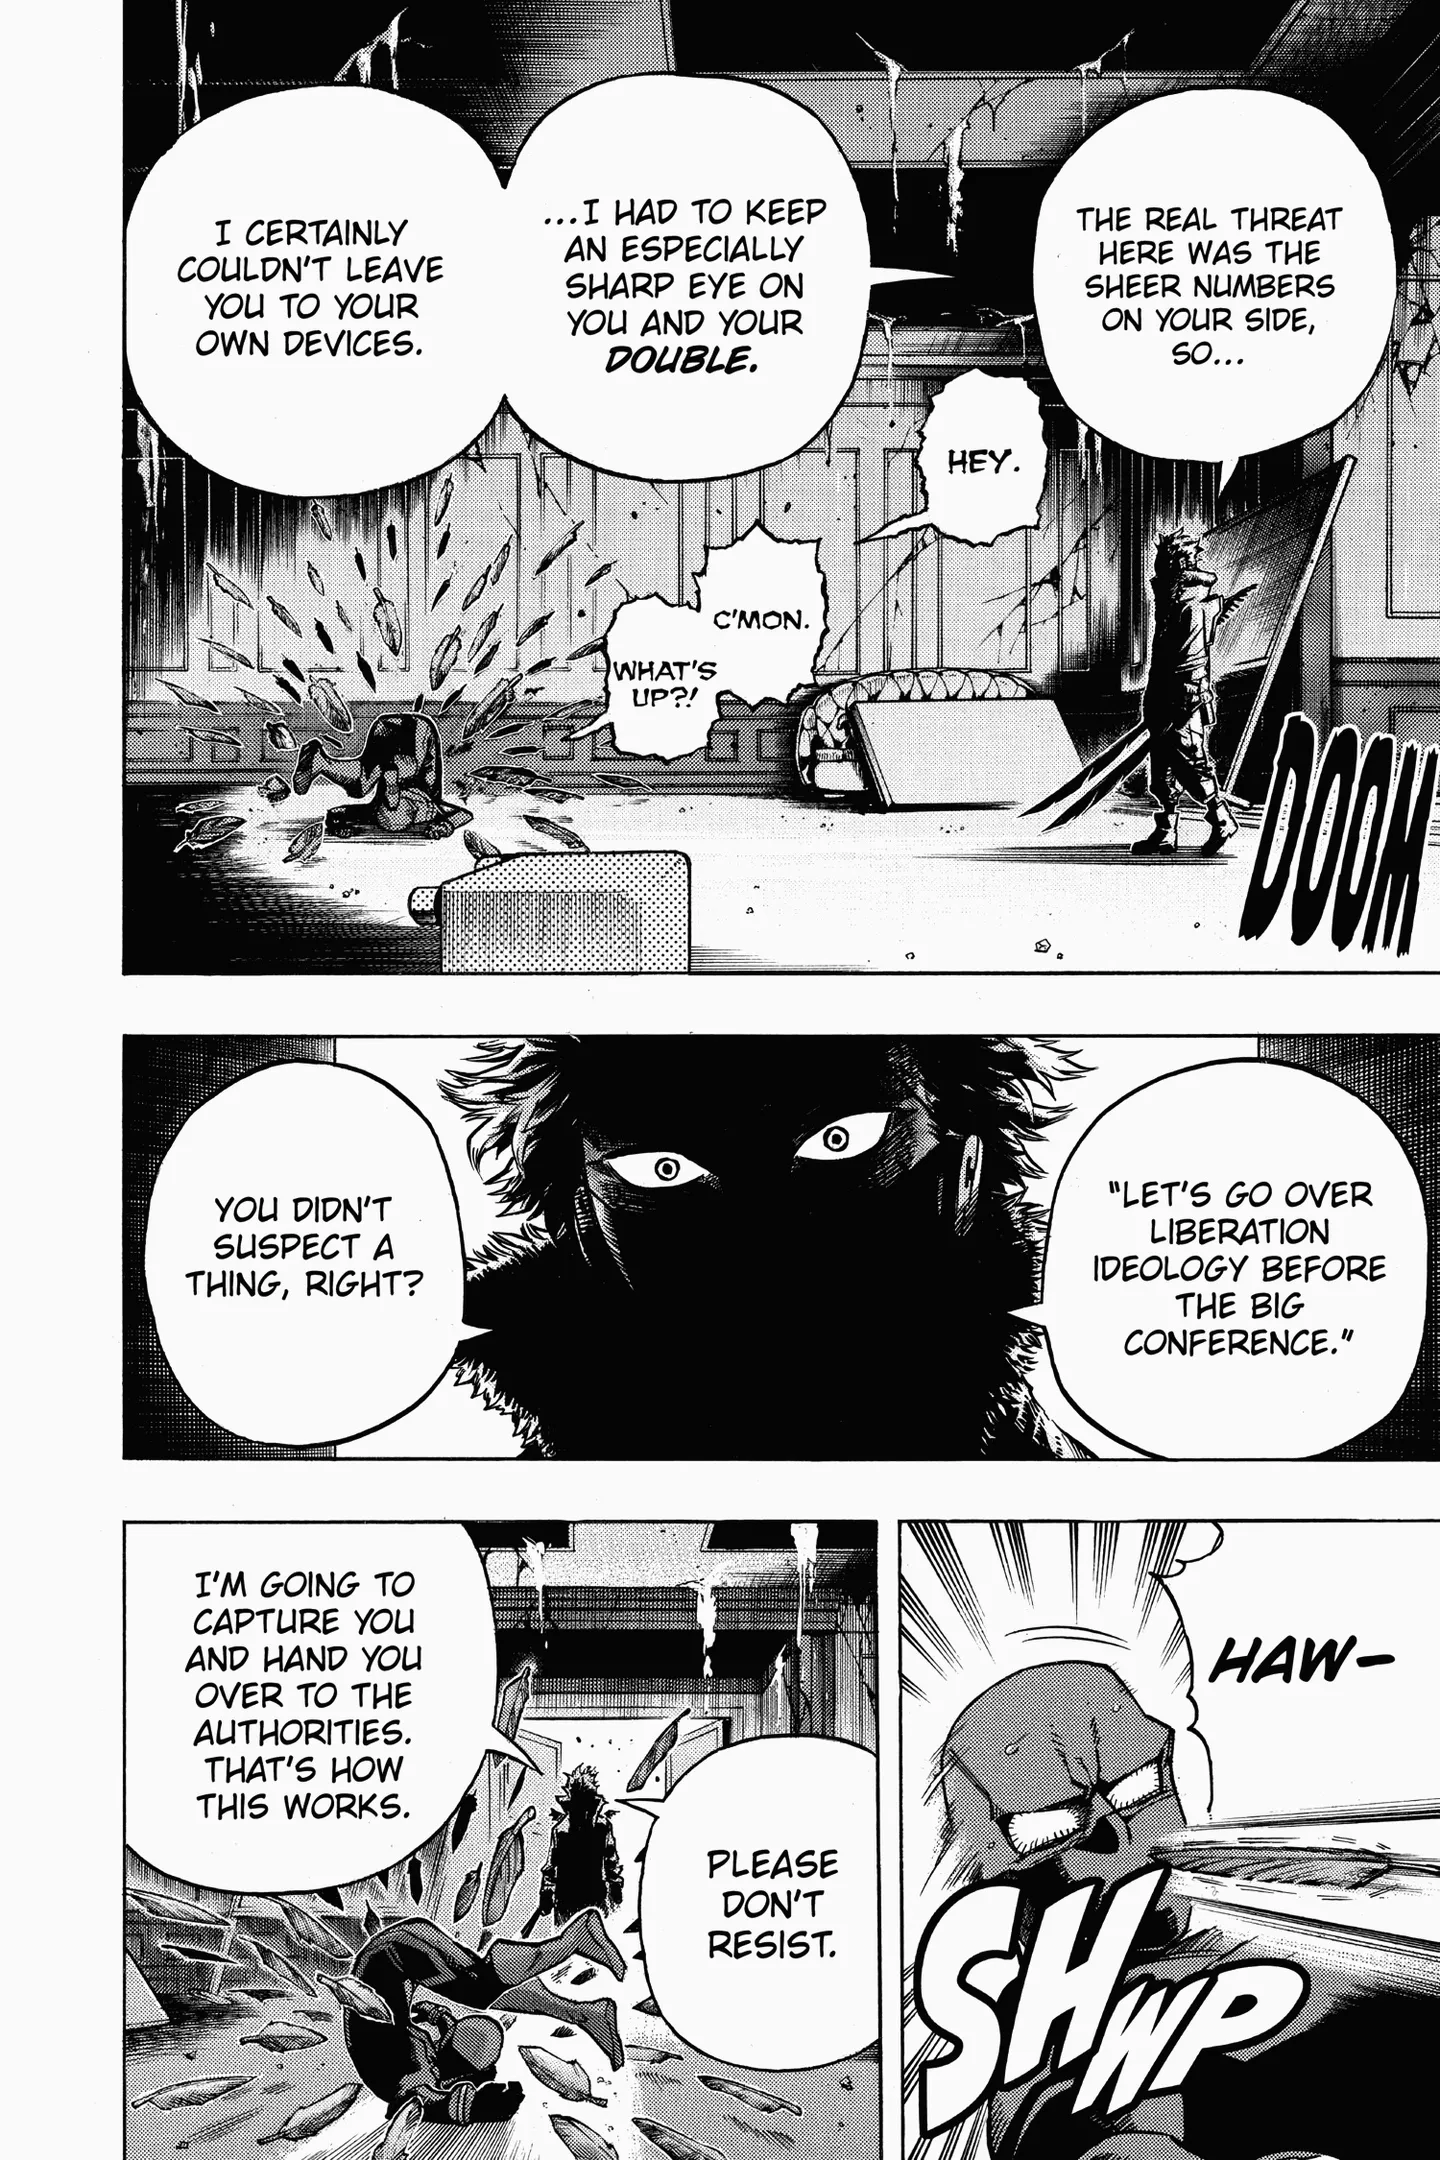 THE REAL THREAT
HERE WAS THE
SHEER NUMBERS
ON YOUR SIDE,
SO...
...I HAD TO KEEP
AN ESPECIALLY
SHARP EYE ON
YOU AND YOUR
DOUBLE.
I CERTAINLY
COULDN'T LEAVE
YOU TO YOUR
OWN DEVICES.
HEY.
C'MON.
WHAT'S
UP?!
DOOM
"LET'S GO OVER
LIBERATION
IDEOLOGY BEFORE
THE BIG
CONFERENCE."
YOU DIDN'T
SUSPECT A
THING, RIGHT?
HAW-
SHWP
I'M GOING TO
CAPTURE YOU
AND HAND YOU
OVER TO THE
AUTHORITIES.
THAT'S HOW
THIS WORKS.
PLEASE
DON'T
RESIST.